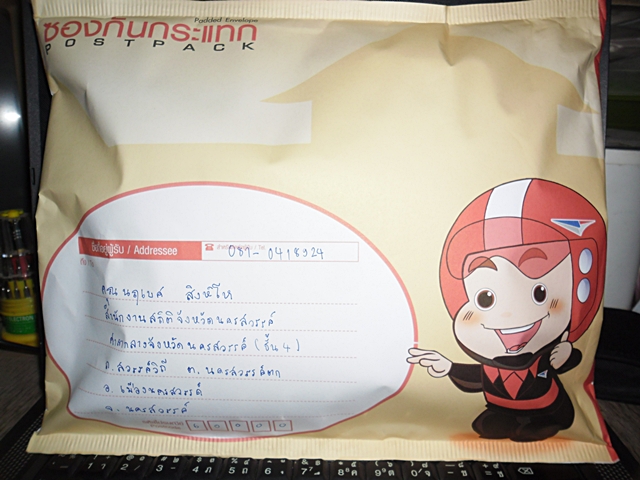 Padded Envelope
ซองกันกระแทก
POSTPACK
ชื่อที่อยู่ผู้รับ / Addressee
081-0418924
คุณ นฤเบศ สิงห์โห
สำนักงานสถิติจังหวัดนครสวรรค์
ศาลากลางจังหวัดนครสวรรค์ (ชั้น 4)
ถ. สวรรค์วิถี ต. นครสวรรค์ตก
อ. เมืองนครสวรรค์
จ. นครสวรรค์
60000